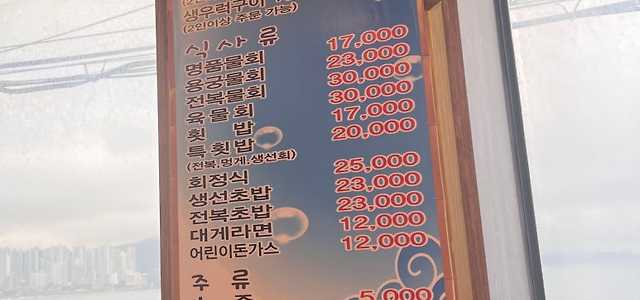 생우럭구이
(2인이상 주문 가능)
식 사 류
명품물회 17,000
용궁물회 23,000
전복물회 30,000
육물회 30,000
횟 밥 17,000
특횟밥 20,000
(전복,멍게,생선회)
회정식 25,000
생선초밥 23,000
전복초밥 23,000
대게라면 12,000
어린이돈가스 12,000
주 류
5,000